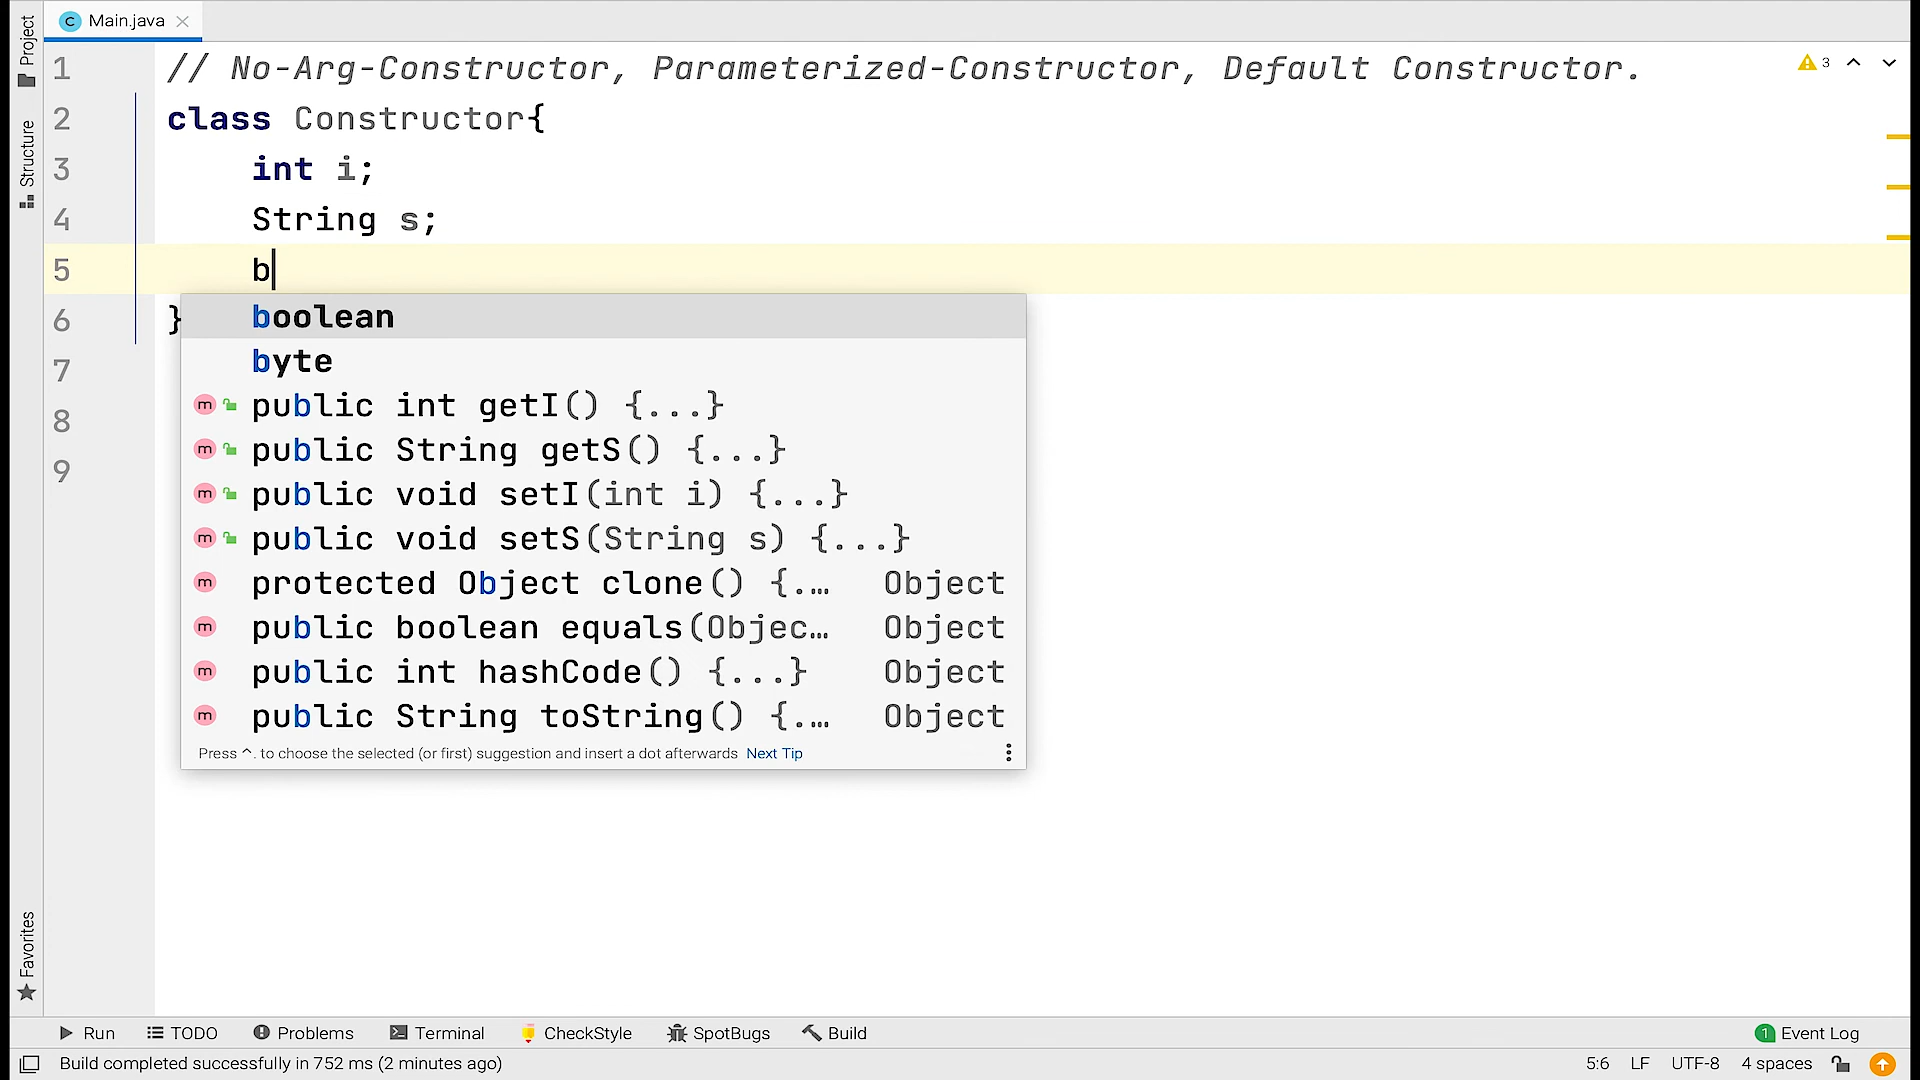 Main.java
Project
Structure
Favorites
1 // No-Arg-Constructor, Parameterized-Constructor, Default Constructor.
3
2 class Constructor{
3 int i;
4 String s;
5 b
6 }
7
8
9
boolean
byte
m public int getI() {...}
m public String getS() {...}
m public void setI(int i) {...}
m public void setS(String s) {...}
m protected Object clone() {.… Object
m public boolean equals(Objec… Object
m public int hashCode() {...} Object
m public String toString() {.… Object
Press ^. to choose the selected (or first) suggestion and insert a dot afterwards Next Tip
Run TODO Problems Terminal CheckStyle SpotBugs Build 1 Event Log
Build completed successfully in 752 ms (2 minutes ago) 5:6 LF UTF-8 4 spaces